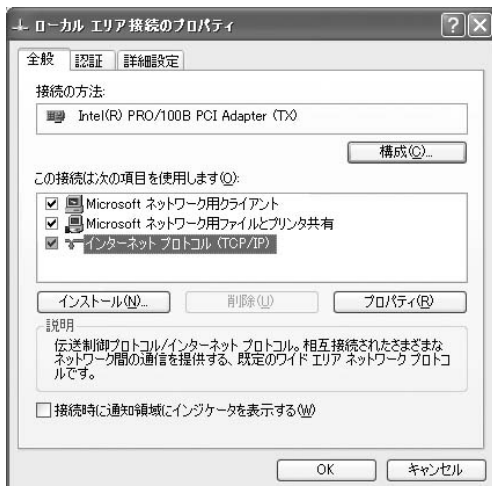 ローカル エリア接続のプロパティ
全般 認証 詳細設定
接続の方法:
Intel(R) PRO/100B PCI Adapter (TX)
構成(C)...
この接続は次の項目を使用します(O):
Microsoft ネットワーク用クライアント
Microsoft ネットワーク用ファイルとプリンタ共有
インターネット プロトコル (TCP/IP)
インストール(N)... 削除(U) プロパティ(R)
説明
伝送制御プロトコル/インターネット プロトコル。相互接続されたさまざまな
ネットワーク間の通信を提供する、既定のワイド エリア ネットワーク プロトコ
ルです。
接続時に通知領域にインジケータを表示する(W)
OK キャンセル